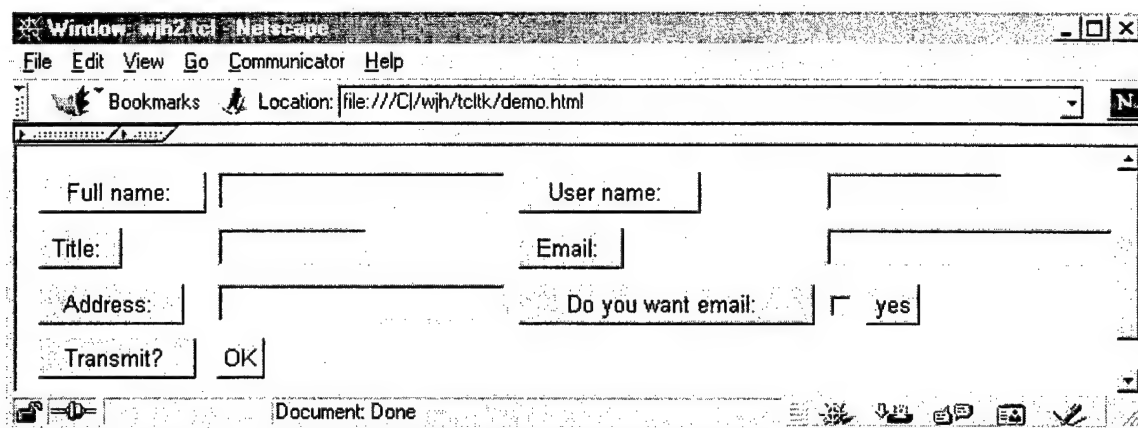 Window: wjh2.tcl - Netscape
File Edit View Go Communicator Help
Bookmarks Location: file:///C|/wjh/tcltk/demo.html N
Full name: User name:
Title: Email:
Address: Do you want email: yes
Transmit? OK
Document: Done